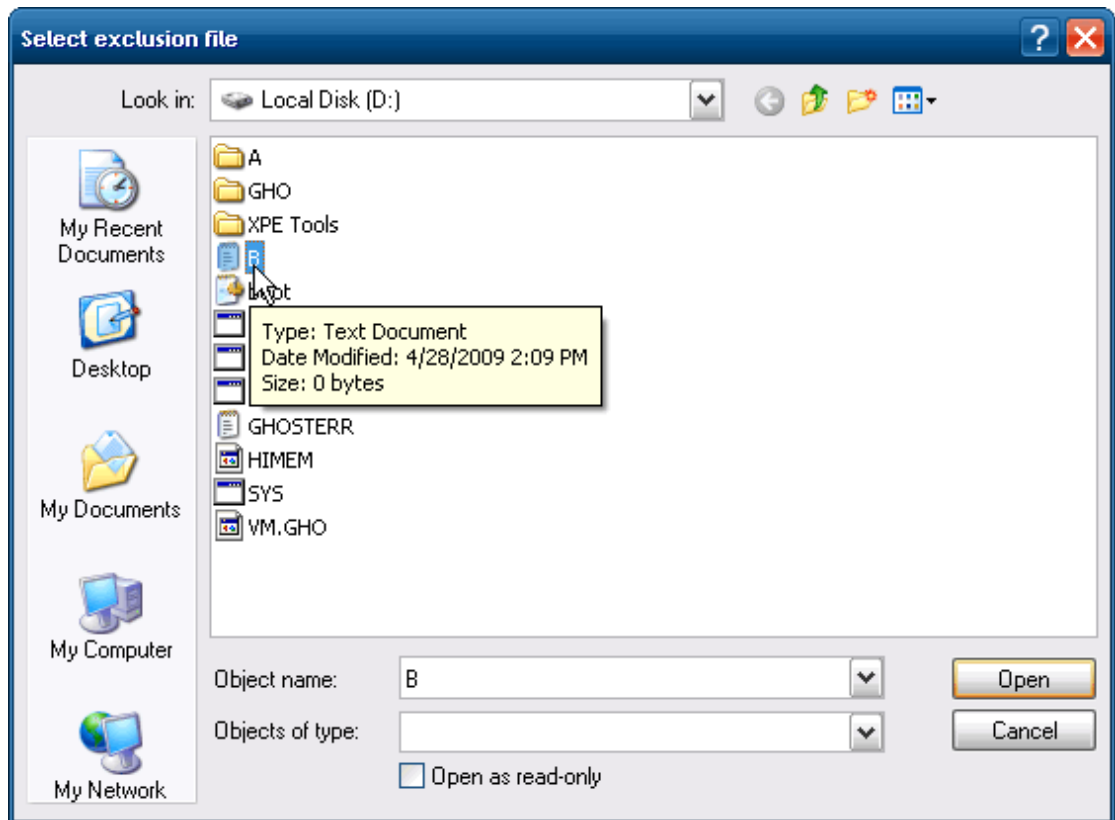 Select exclusion file
?
Look in:
Local Disk (D:)
A
GHO
XPE Tools
B
Type: Text Document
Date Modified: 4/28/2009 2:09 PM
Size: 0 bytes
GHOSTERR
HIMEM
SYS
VM.GHO
My Recent
Documents
Desktop
My Documents
My Computer
My Network
Object name:
B
Open
Objects of type:
Cancel
Open as read-only